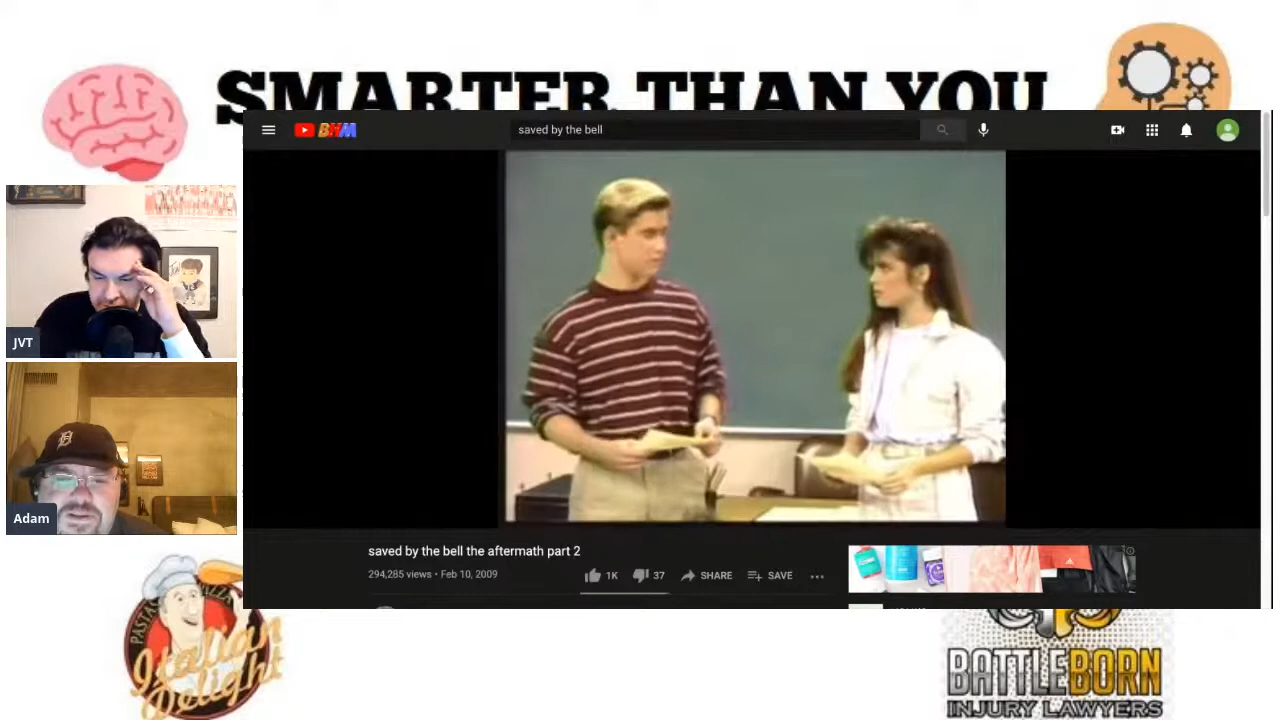 SMARTER THAN YOU
BHM
saved by the bell
JVT
Adam
saved by the bell the aftermath part 2
294,285 views • Feb 10, 2009
1K
37
SHARE
SAVE
Italian
Delight
BATTLEBORN
INJURY LAWYERS